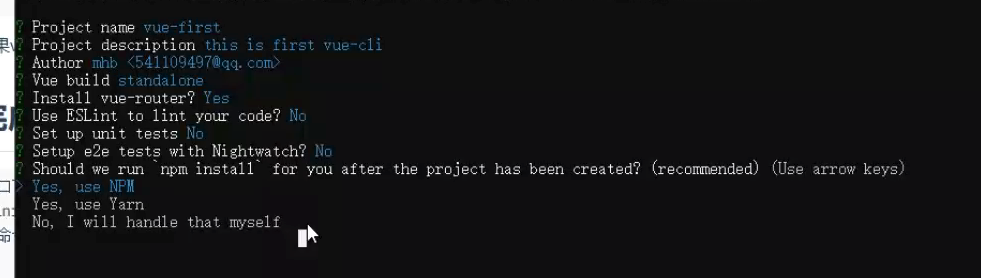 ? Project name vue-first
? Project description this is first vue-cli
? Author mhb <541109497@qq.com>
? Vue build standalone
? Install vue-router? Yes
? Use ESLint to lint your code? No
? Set up unit tests No
? Setup e2e tests with Nightwatch? No
? Should we run `npm install` for you after the project has been created? (recommended) (Use arrow keys)
> Yes, use NPM
Yes, use Yarn
No, I will handle that myself